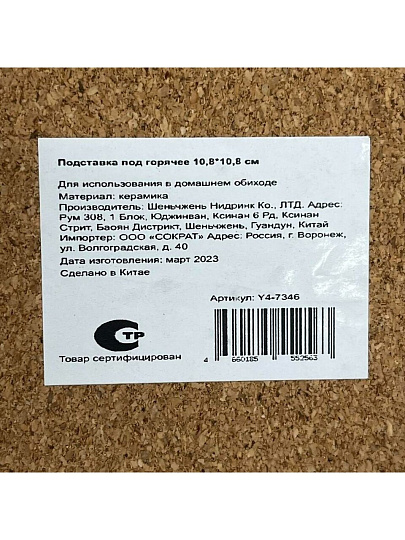 Подставка под горячее 10,8*10,8 см
Для использования в домашнем обиходе
Материал: керамика
Производитель: Шеньчжень Нидринк Ко., ЛТД. Адрес:
Рум 308, 1 Блок, Юджинван, Ксинан 6 Рд, Ксинан
Стрит, Баоян Дистрикт, Шеньчжень, Гуандун, Китай
Импортер: ООО «СОКРАТ» Адрес: Россия, г. Воронеж,
ул. Волгоградская, д. 40
Дата изготовления: март 2023
Сделано в Китае
Артикул: Y4-7346
СТР
Товар сертифицирован
4 660185 552563